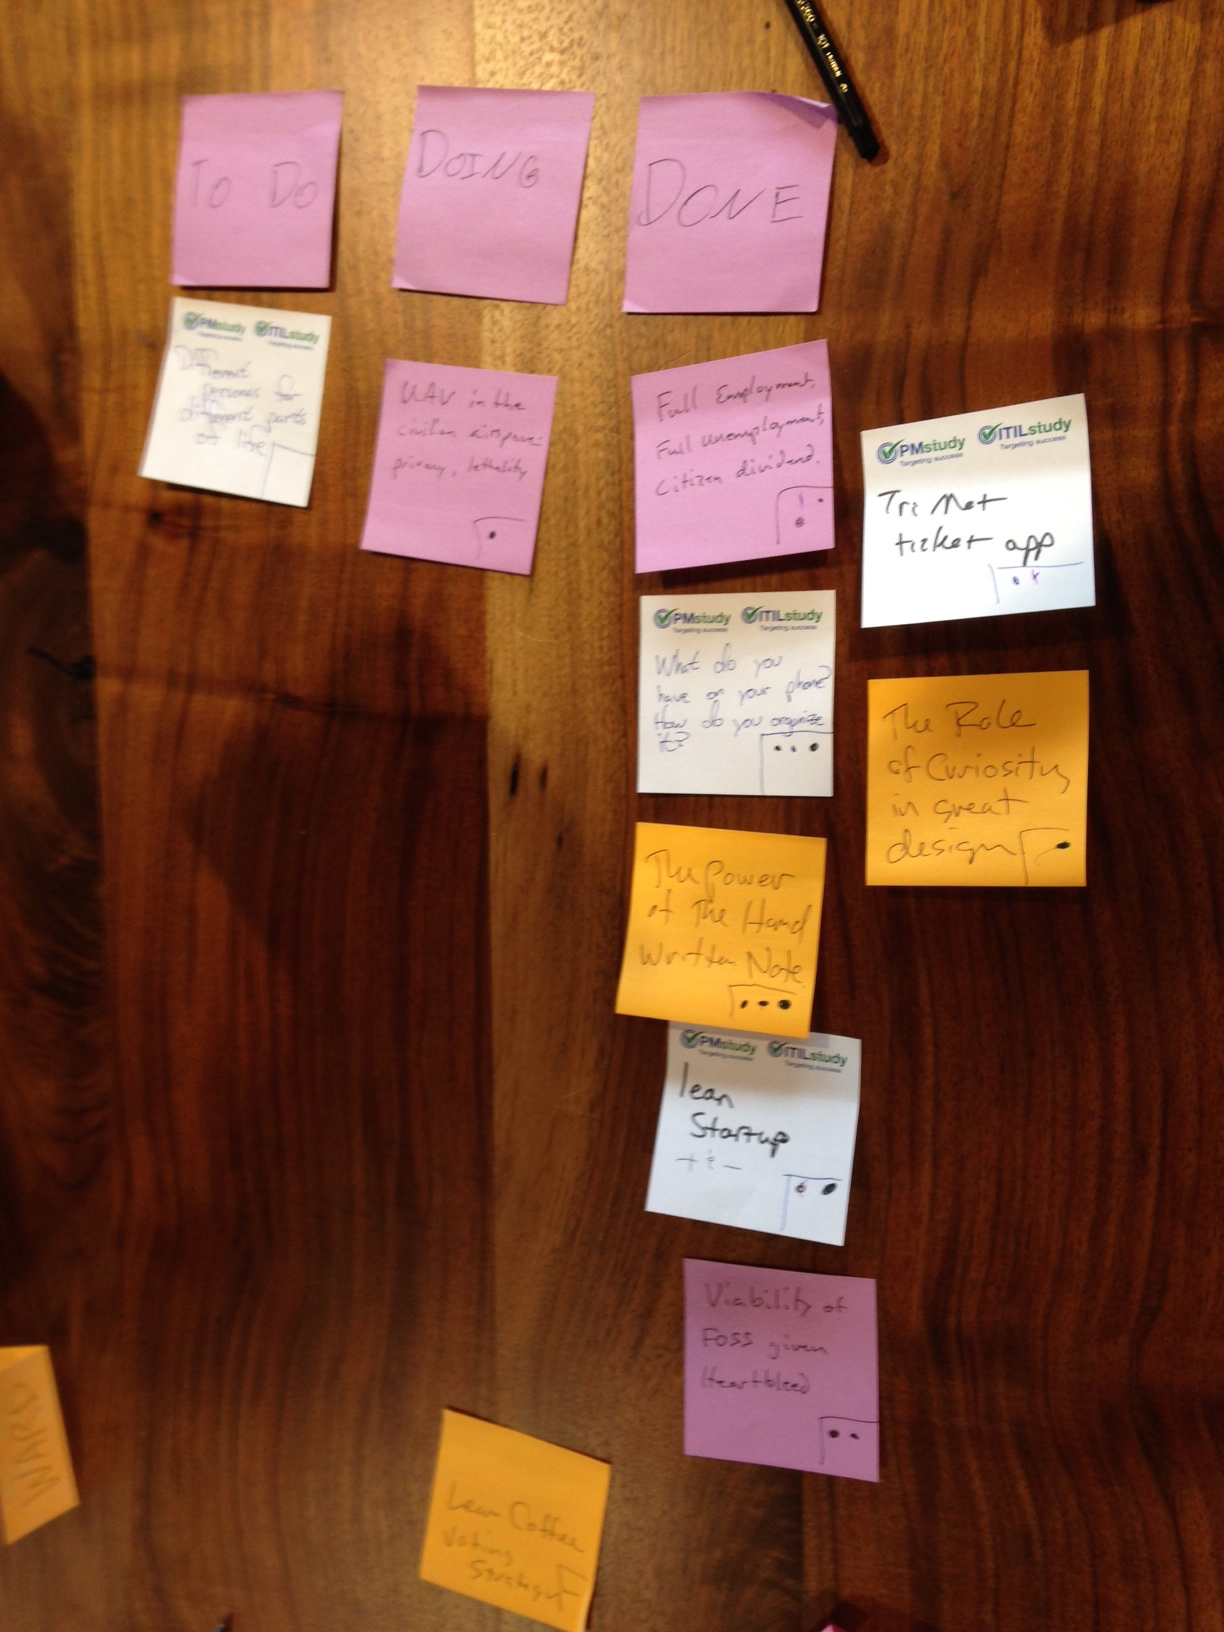 TO DO
DOING
DONE
PMstudy ITILstudy
Targeting success Targeting success
Different
personas for
different parts
of life
UAV in the
civilian airspace:
privacy, lethality
Full Employment,
Full unemployment,
Citizen dividend.
PMstudy ITILstudy
Targeting success Targeting success
Tri Met
ticket app
PMstudy ITILstudy
Targeting success Targeting success
What do you
have on your phone?
How do you organize
it?
The Role
of Curiosity
in great
design
The Power
of The Hand
Written Note
PMstudy ITILstudy
Targeting success Targeting success
lean
Startup
+ & -
Viability of
FOSS given
Heartbleed
Lean Coffee
Voting
Strategy
WARD